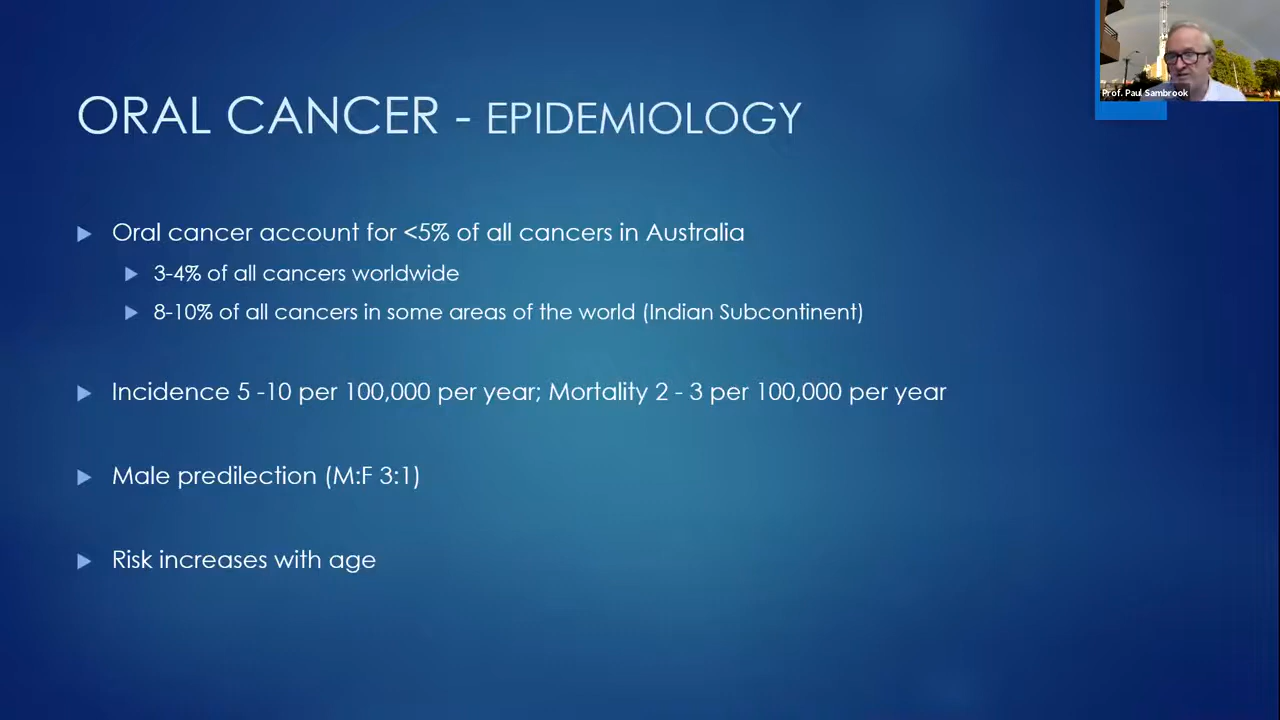 Prof. Paul Sambrook
ORAL CANCER - EPIDEMIOLOGY
Oral cancer account for <5% of all cancers in Australia
3-4% of all cancers worldwide
8-10% of all cancers in some areas of the world (Indian Subcontinent)
Incidence 5 -10 per 100,000 per year; Mortality 2 - 3 per 100,000 per year
Male predilection (M:F 3:1)
Risk increases with age